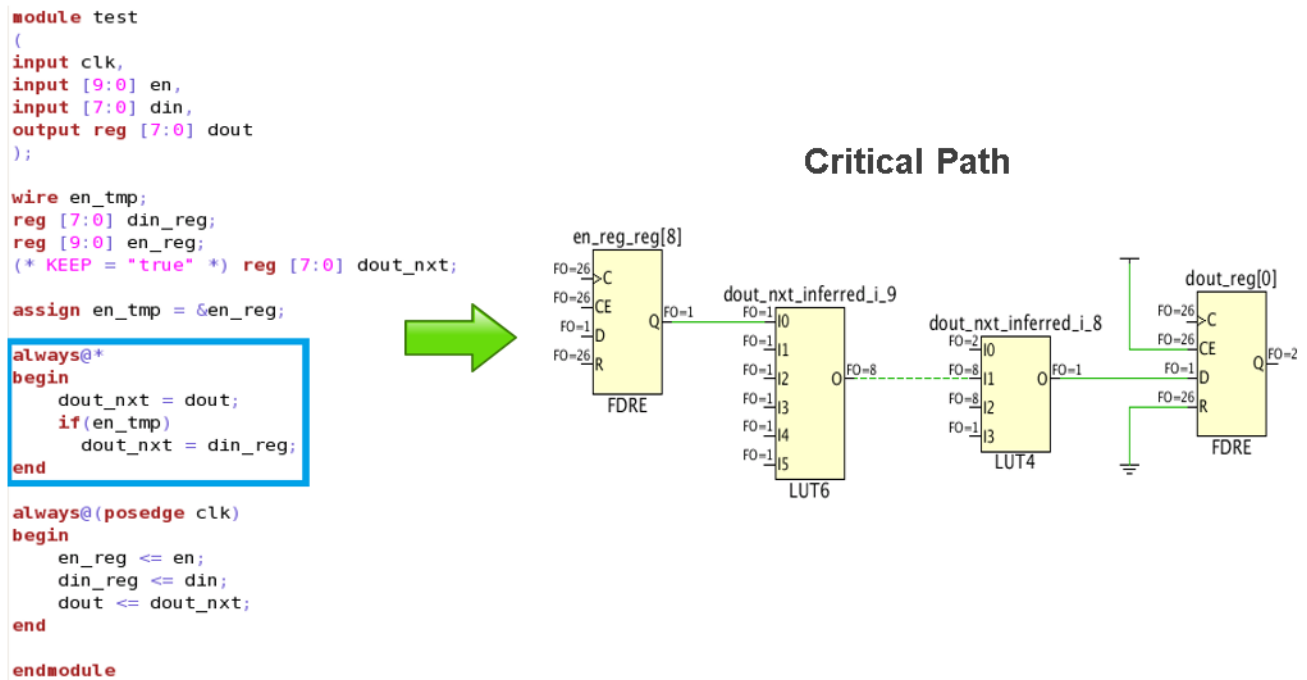 module test
(
input clk,
input [9:0] en,
input [7:0] din,
output reg [7:0] dout
);
wire en_tmp;
reg [7:0] din_reg;
reg [9:0] en_reg;
(* KEEP = "true" *) reg [7:0] dout_nxt;
assign en_tmp = &en_reg;
always@*
begin
dout_nxt = dout;
if(en_tmp)
dout_nxt = din_reg;
end
always@(posedge clk)
begin
en_reg <= en;
din_reg <= din;
dout <= dout_nxt;
end
endmodule
Critical Path
en_reg_reg[8]
FO=26 C
FO=26 CE
FO=1 D
FO=26 R
Q FO=1
FDRE
dout_nxt_inferred_i_9
FO=1 I0
FO=1 I1
FO=1 I2
FO=1 I3
FO=1 I4
FO=1 I5
O FO=8
LUT6
dout_nxt_inferred_i_8
FO=2 I0
FO=8 I1
FO=8 I2
FO=1 I3
O FO=1
LUT4
dout_reg[0]
FO=26 C
FO=26 CE
FO=1 D
FO=26 R
Q FO=2
FDRE